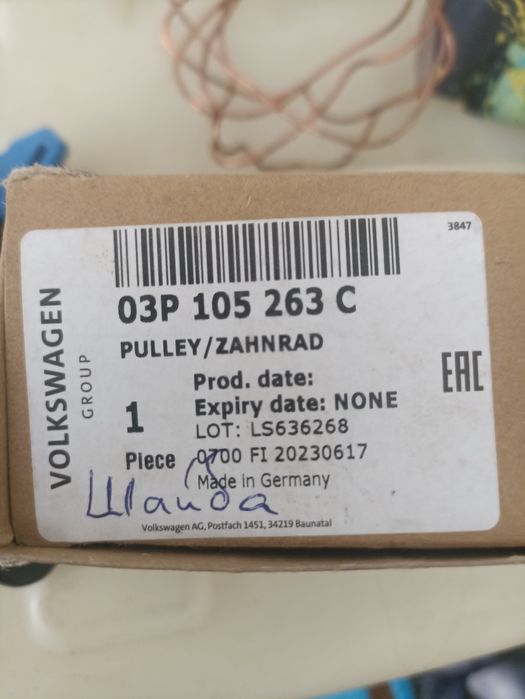 3847
VOLKSWAGEN
GROUP
03P 105 263 C
PULLEY/ZAHNRAD
Prod. date:
1
Expiry date: NONE
LOT: LS636268
Piece
0700 FI 20230617
Made in Germany
EAC
Шайба
Volkswagen AG, Postfach 1451, 34219 Baunatal